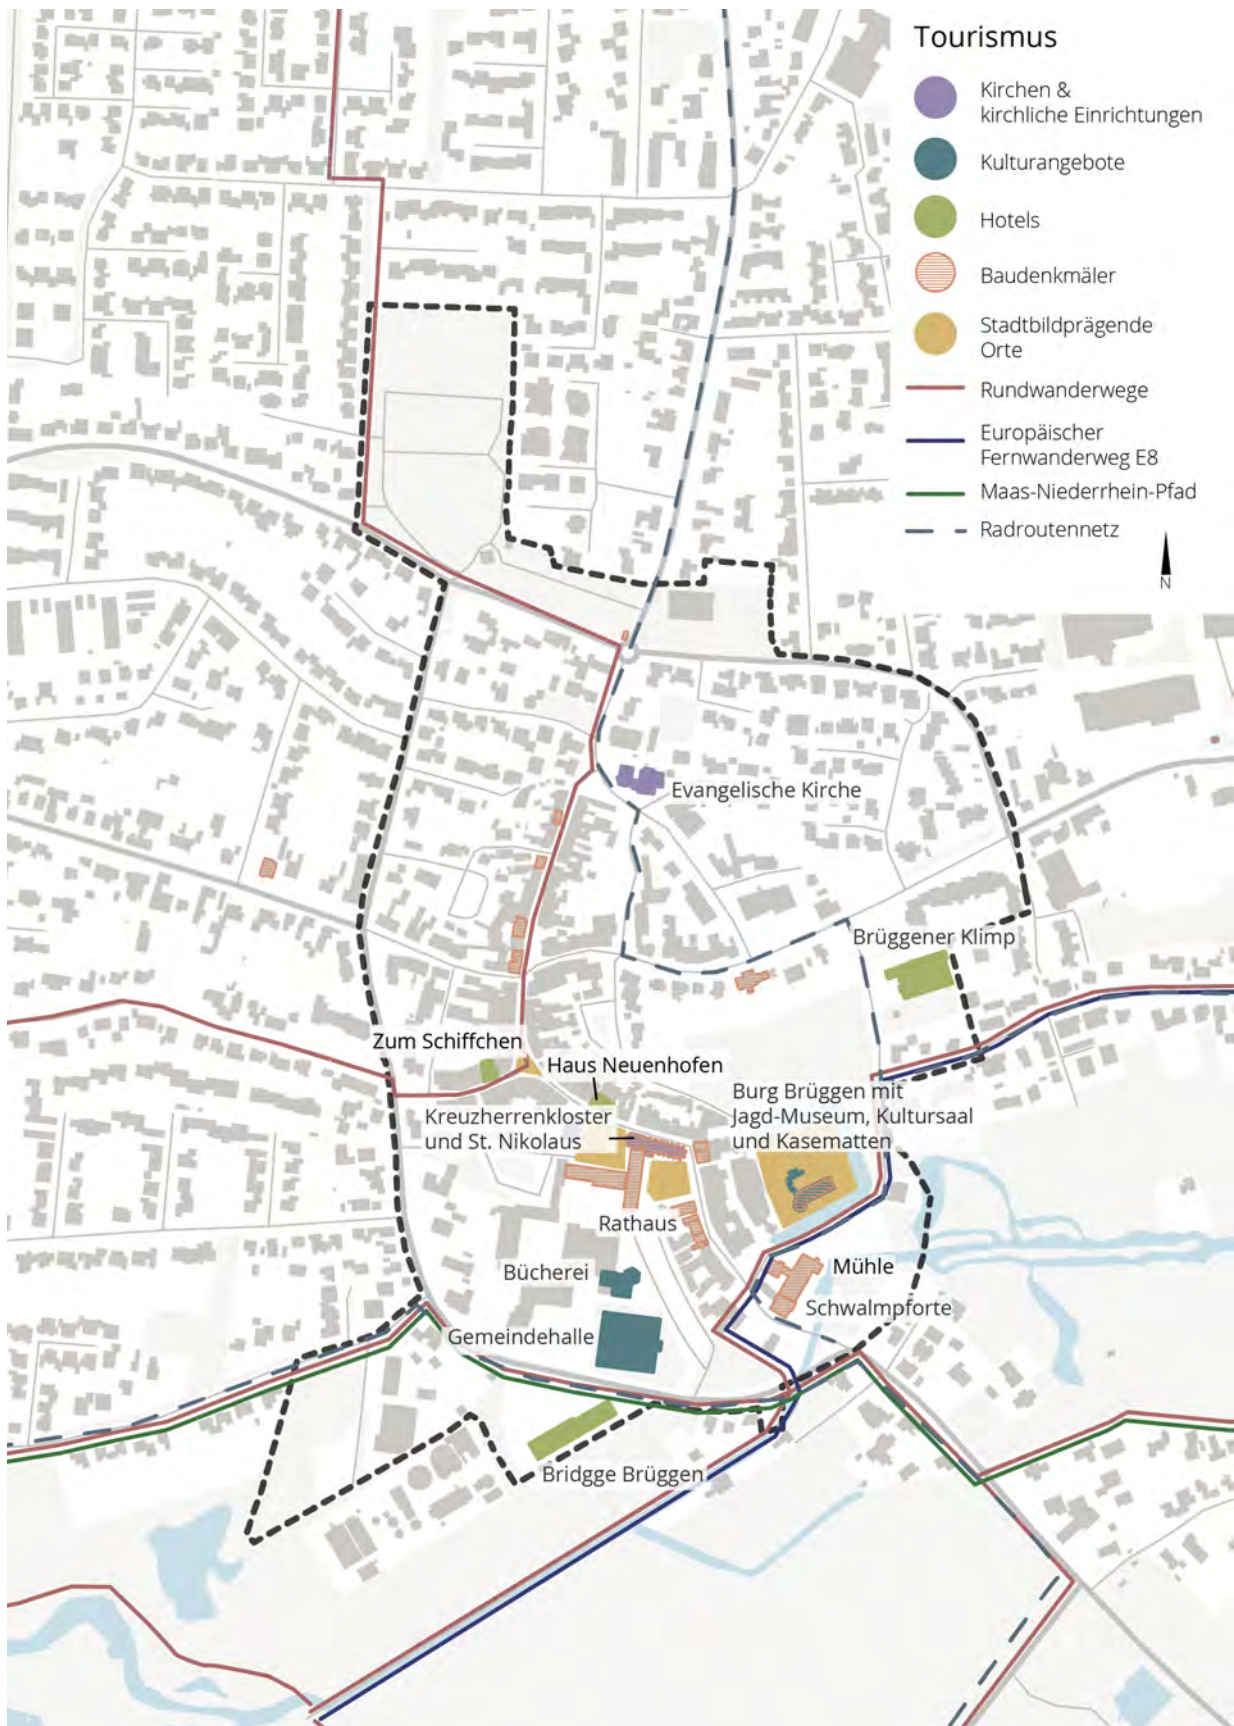 Tourismus
Kirchen &
kirchliche Einrichtungen
Kulturangebote
Hotels
Baudenkmäler
Stadtbildprägende
Orte
Rundwanderwege
Europäischer
Fernwanderweg E8
Maas-Niederrhein-Pfad
Radroutennetz
N
Evangelische Kirche
Brüggener Klimp
Zum Schiffchen
Haus Neuenhofen
Burg Brüggen mit
Jagd-Museum, Kultursaal
und Kasematten
Kreuzherrenkloster
und St. Nikolaus
Rathaus
Bücherei
Mühle
Schwalmpforte
Gemeindehalle
Bridgge Brüggen